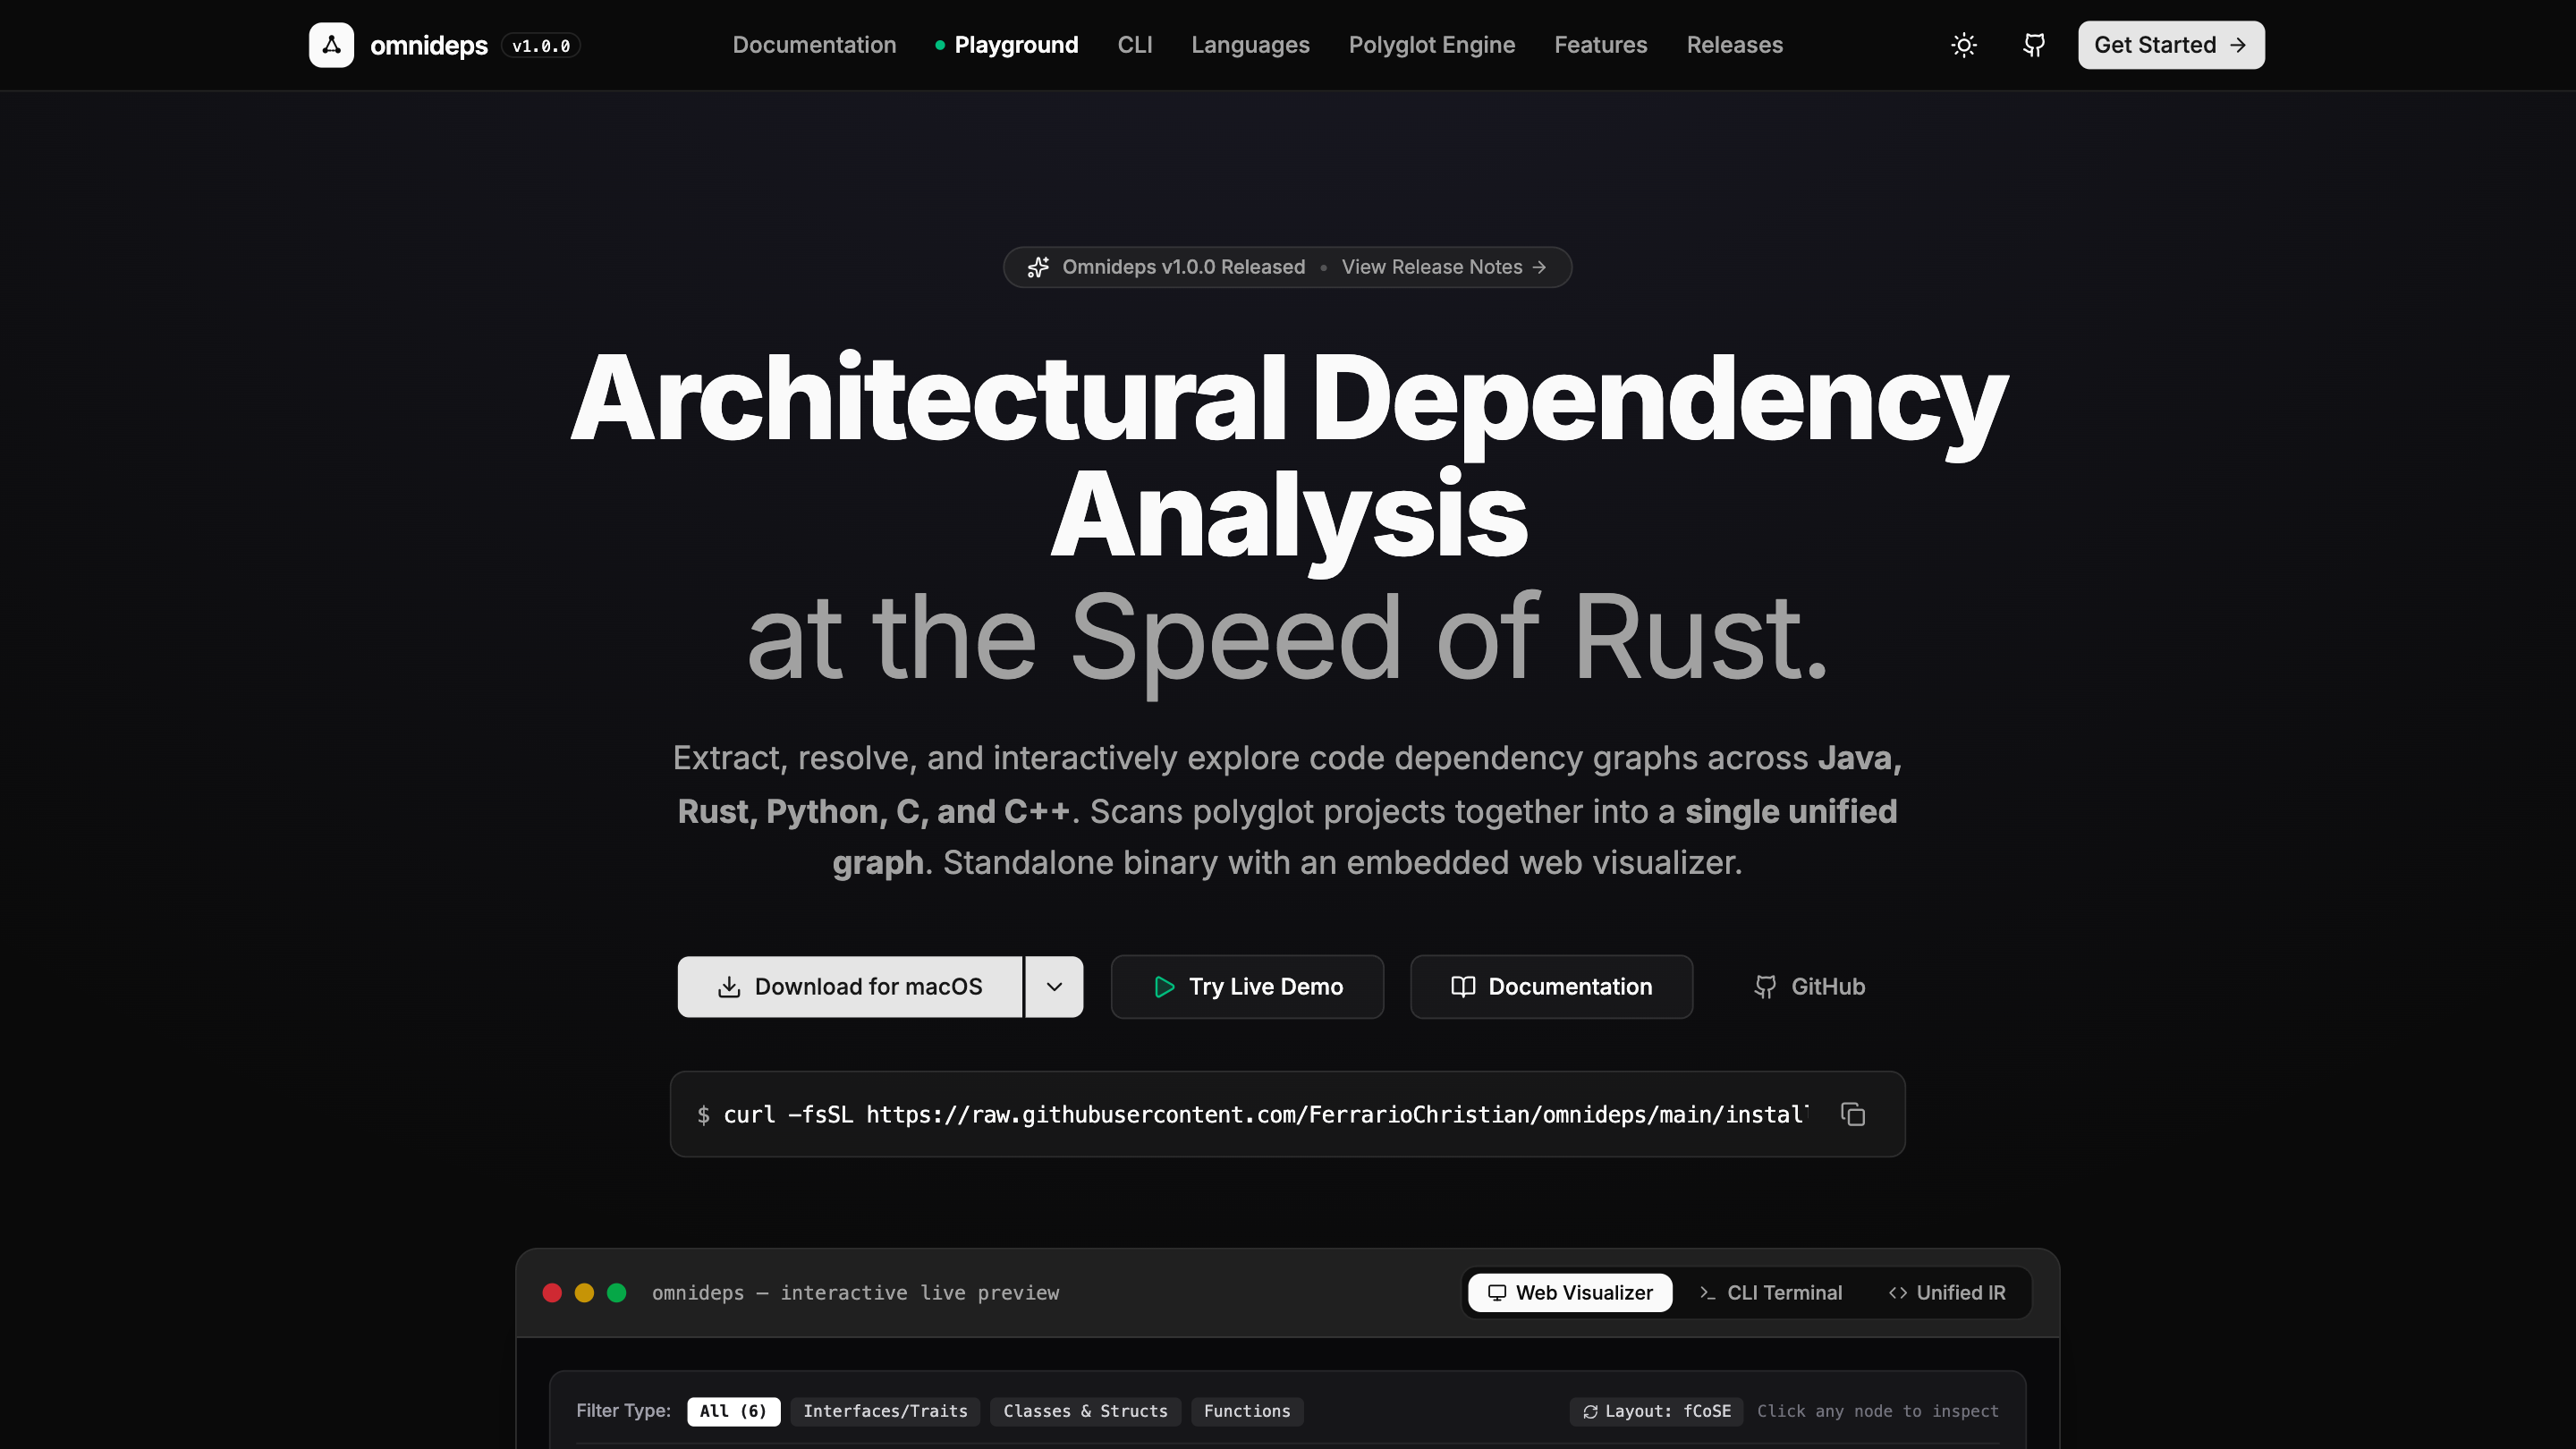 omnideps v1.0.0 Documentation Playground CLI Languages Polyglot Engine Features Releases Get Started →
Omnideps v1.0.0 Released • View Release Notes →
Architectural Dependency
Analysis
at the Speed of Rust.
Extract, resolve, and interactively explore code dependency graphs across Java,
Rust, Python, C, and C++. Scans polyglot projects together into a single unified
graph. Standalone binary with an embedded web visualizer.
Download for macOS Try Live Demo Documentation GitHub
$ curl -fsSL https://raw.githubusercontent.com/FerrarioChristian/omnideps/main/instal
omnideps — interactive live preview Web Visualizer CLI Terminal Unified IR
Filter Type: All (6) Interfaces/Traits Classes & Structs Functions Layout: fCoSE Click any node to inspect